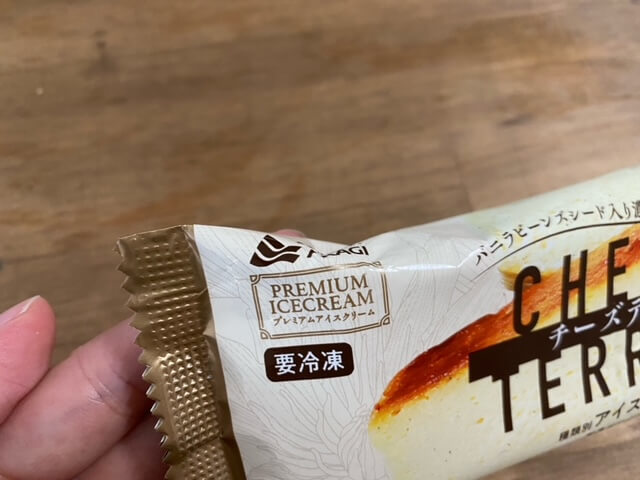 PREMIUM
ICECREAM
プレミアムアイスクリーム
要冷凍
バニラビーンズシード入り濃
CHE
チーズア
TERR
種類別 アイス